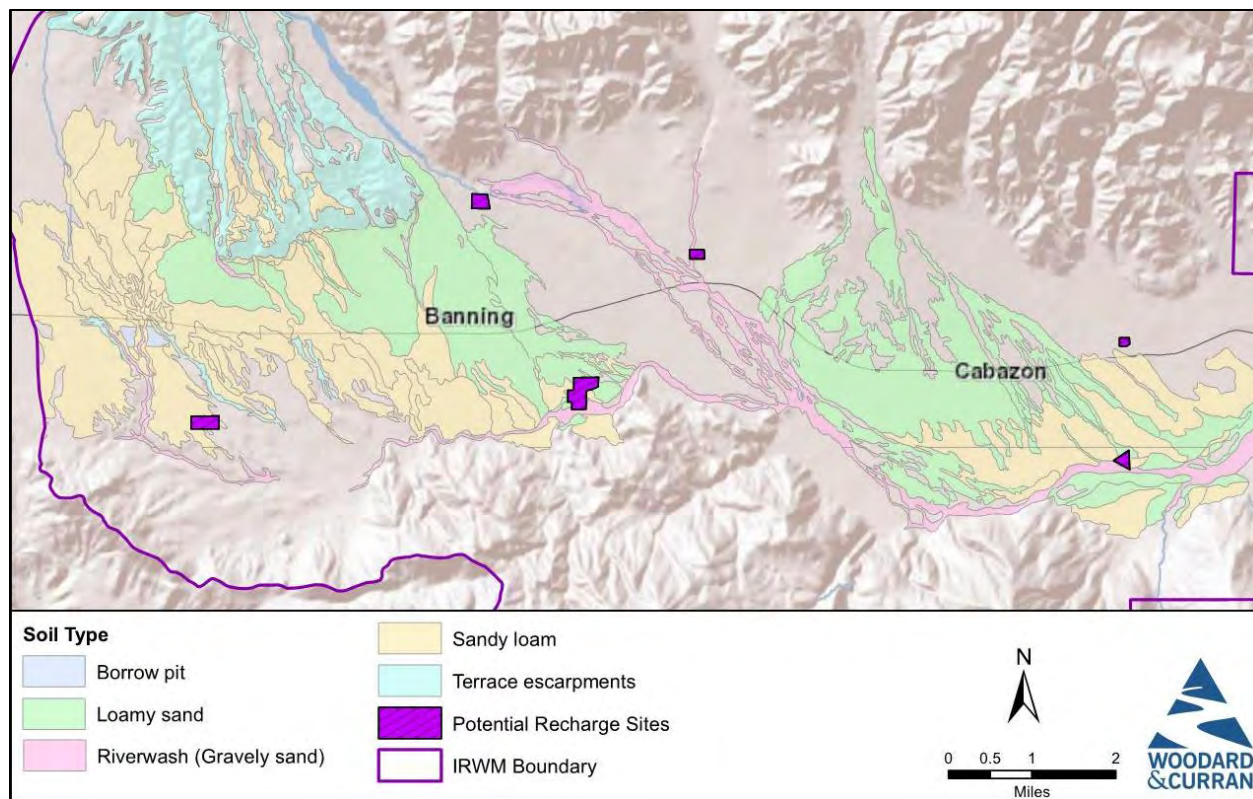 Banning
Cabazon
Soil Type
Borrow pit
Loamy sand
Riverwash (Gravely sand)
Sandy loam
Terrace escarpments
Potential Recharge Sites
IRWM Boundary
N
0 0.5 1 2
Miles
WOODARD
&CURRAN